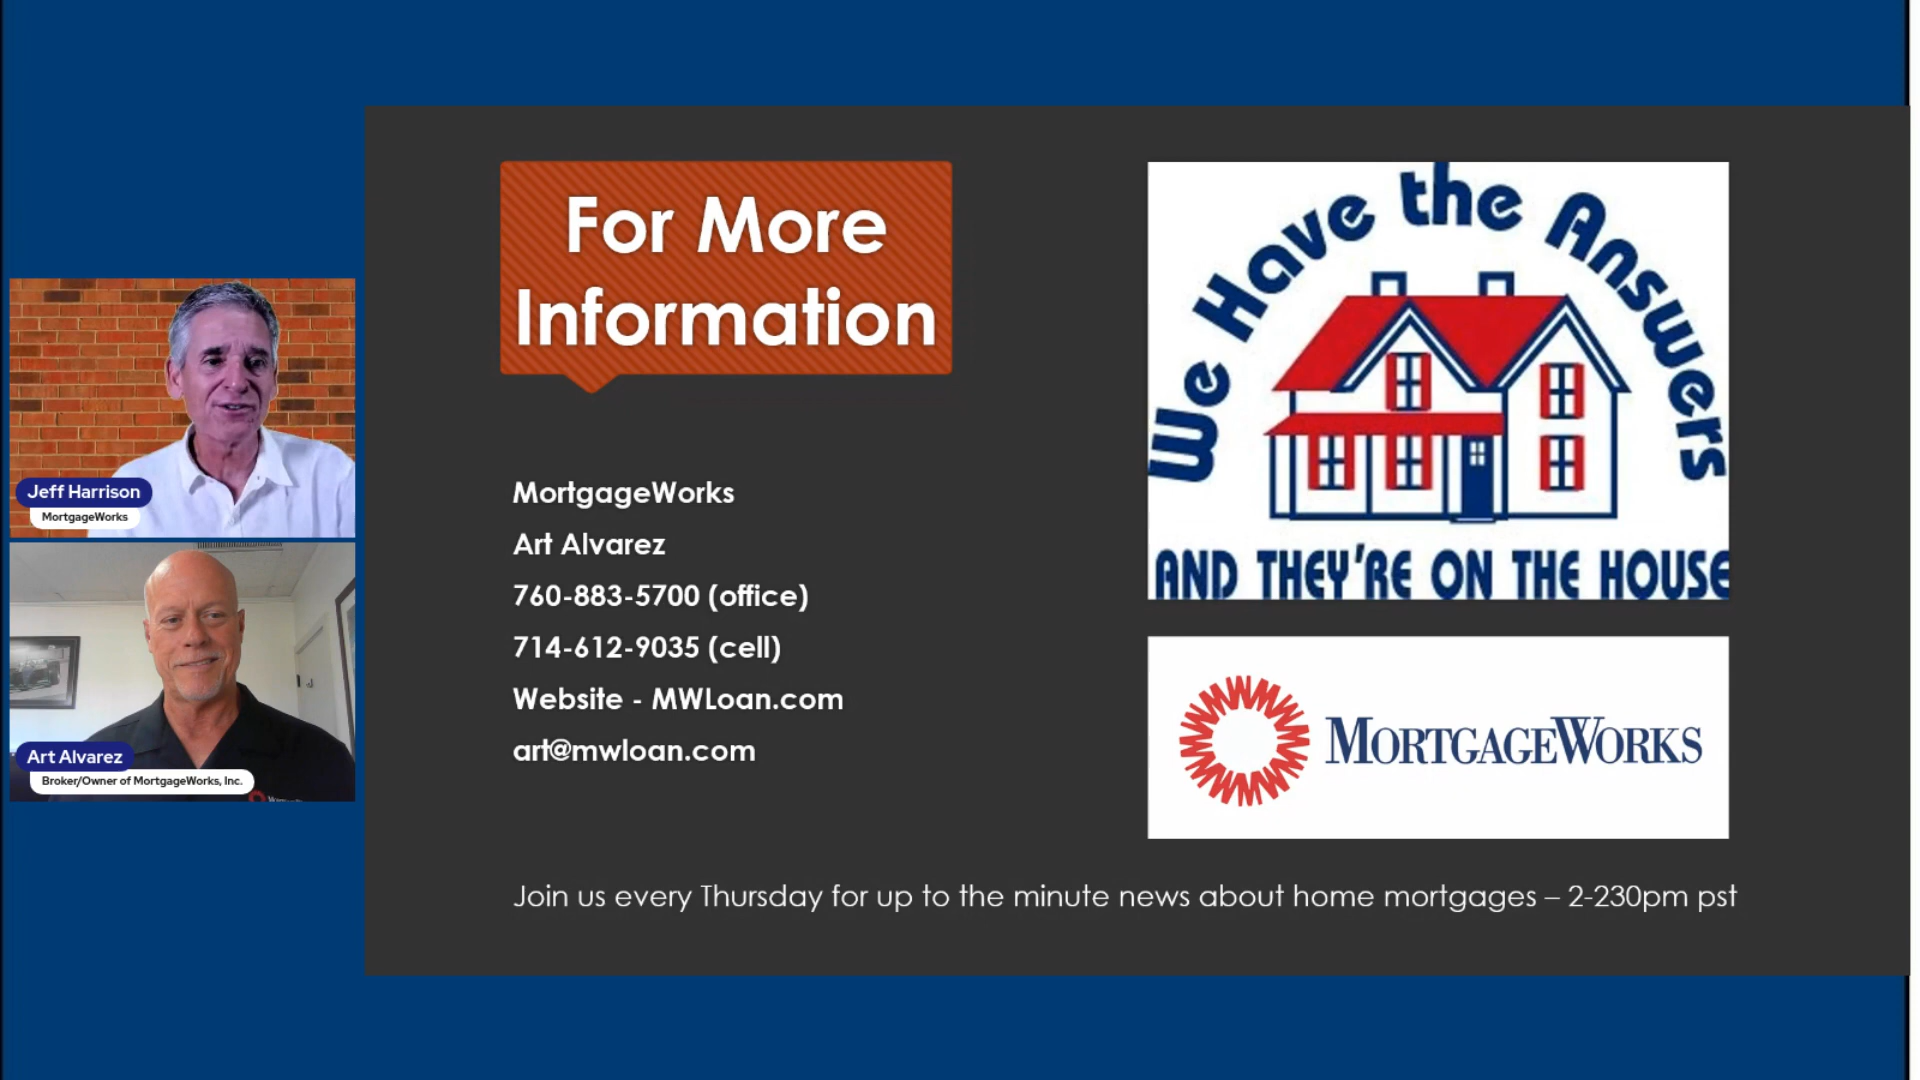 Jeff Harrison
MortgageWorks
Art Alvarez
Broker/Owner of MortgageWorks, Inc.
For More
Information
MortgageWorks
Art Alvarez
760-883-5700 (office)
714-612-9035 (cell)
Website - MWLoan.com
art@mwloan.com
We Have the Answers
AND THEY'RE ON THE HOUSE
MORTGAGEWORKS
Join us every Thursday for up to the minute news about home mortgages – 2-230pm pst